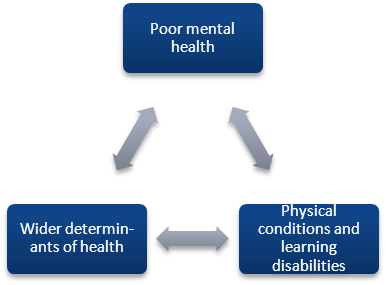 Poor mental
health
Wider determin-
ants of health
Physical
conditions and
learning
disabilities